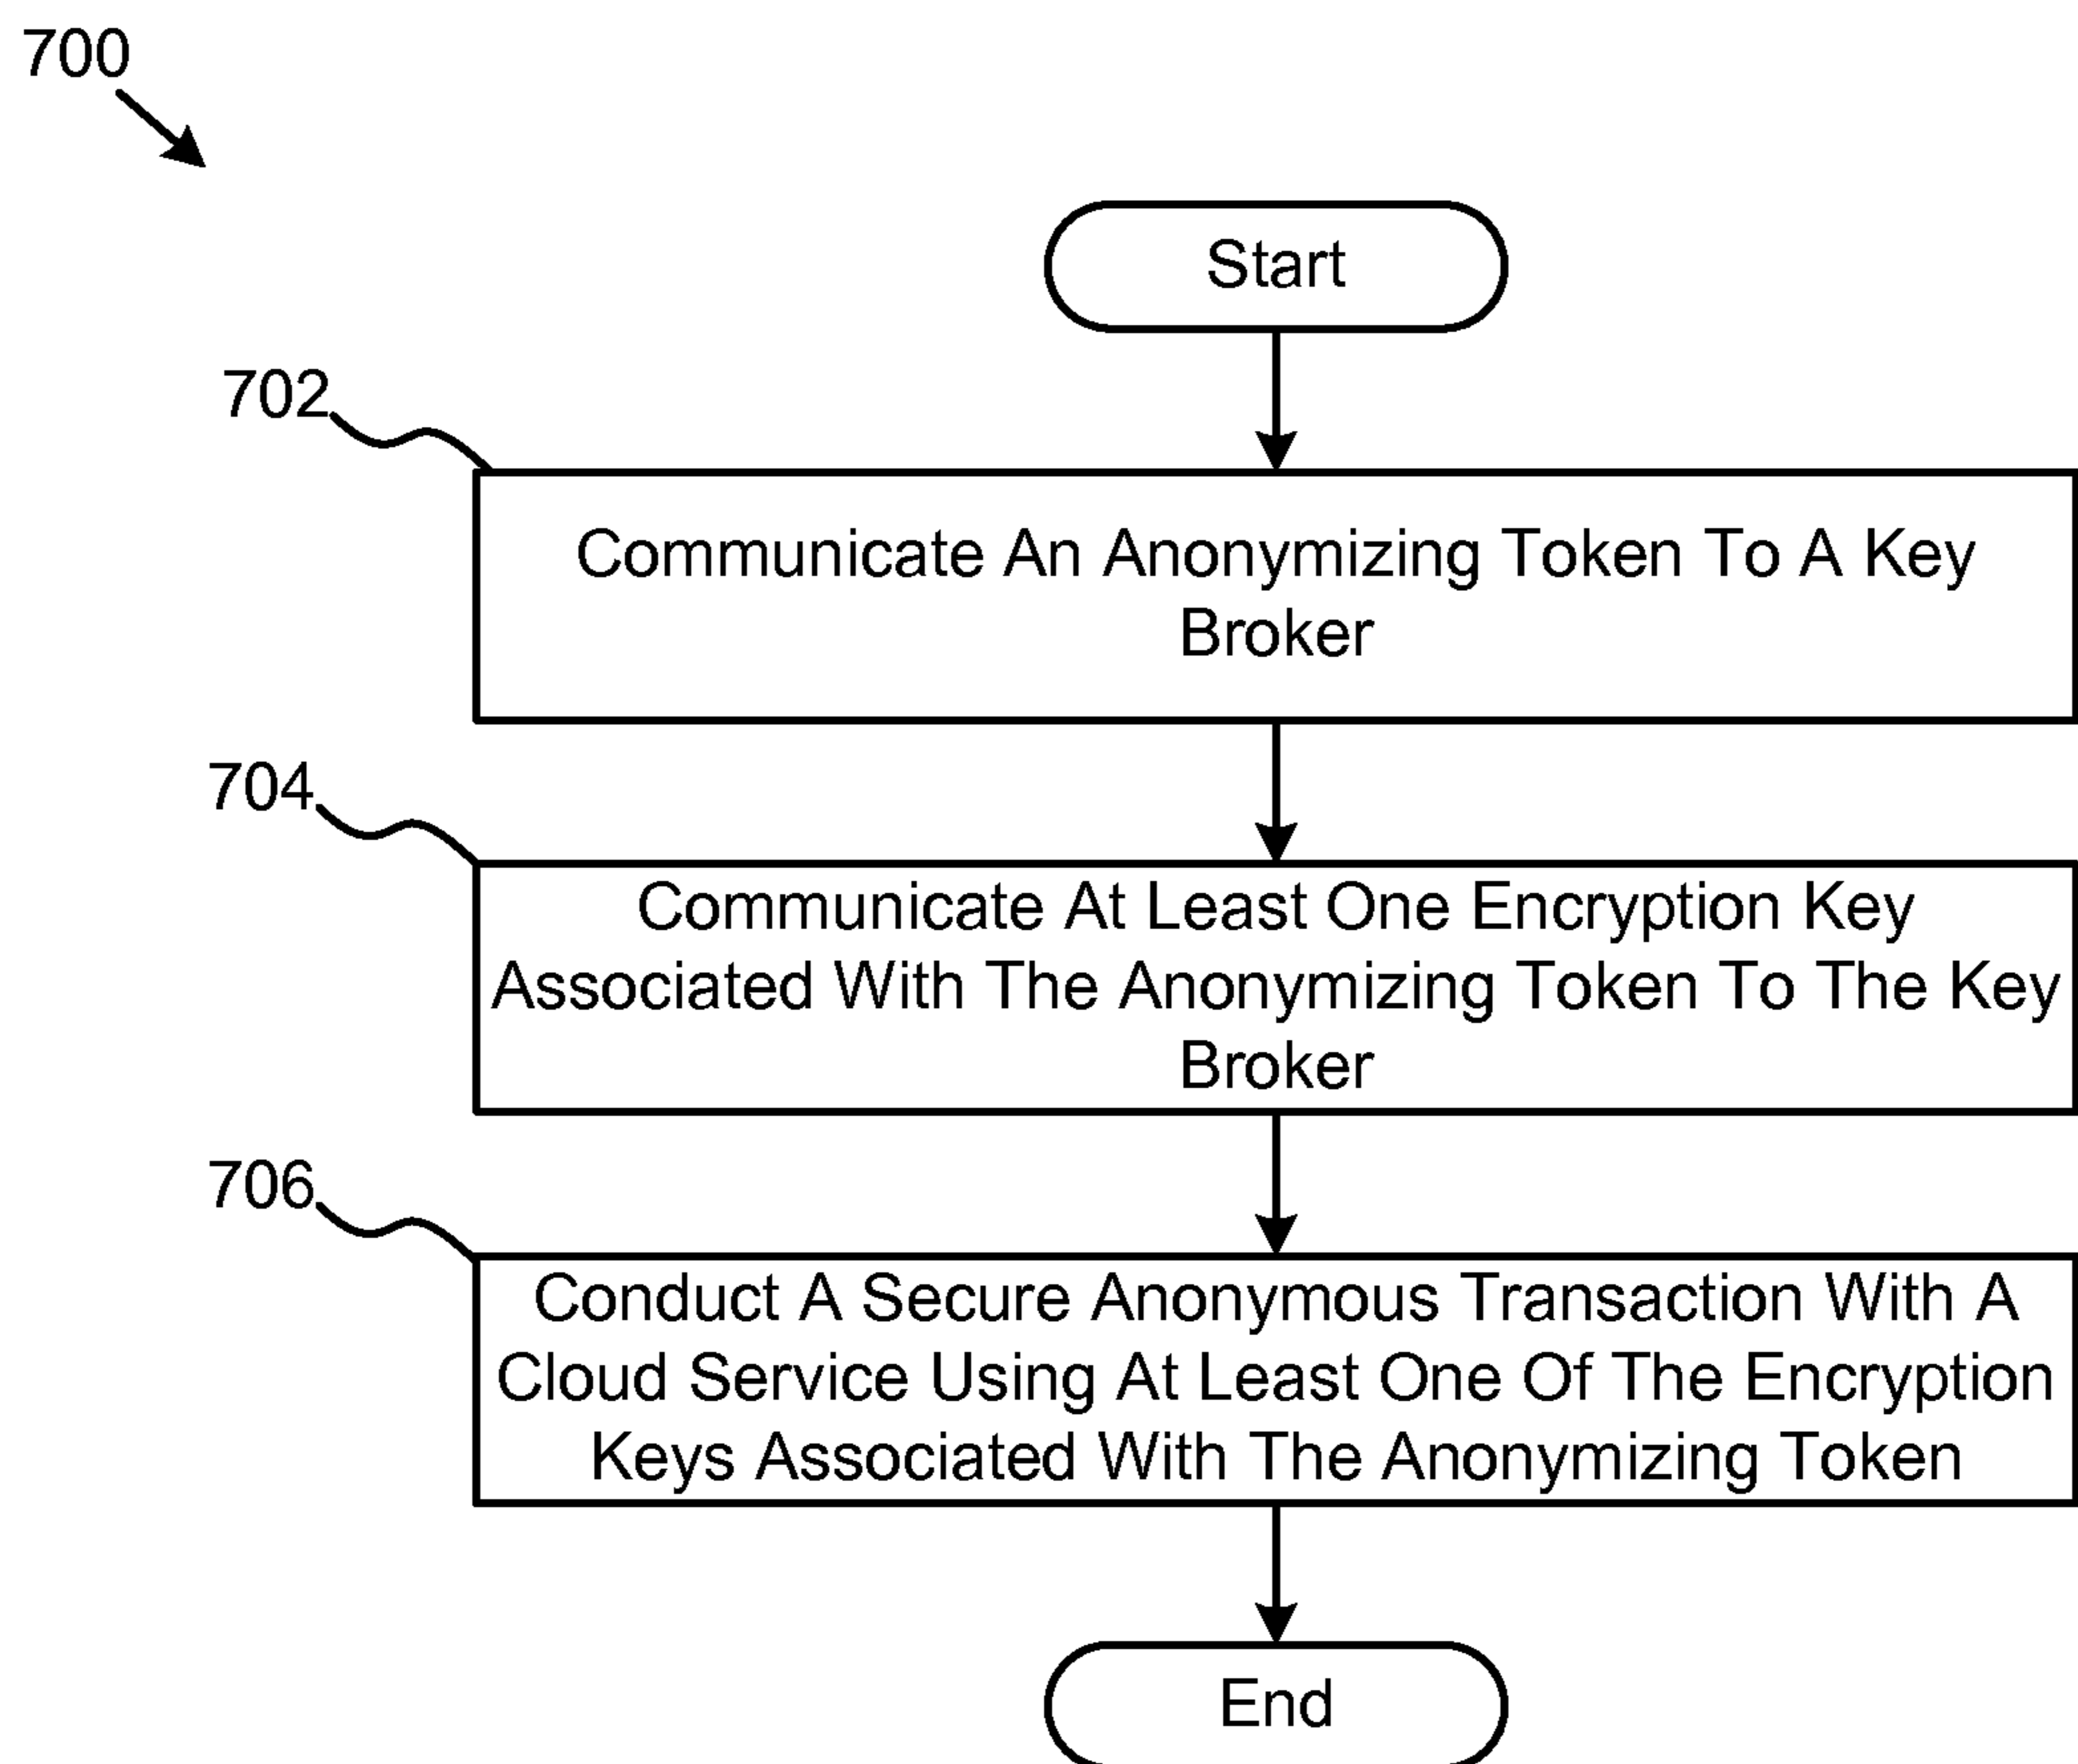 700
Start
702
Communicate An Anonymizing Token To A Key
Broker
704
Communicate At Least One Encryption Key
Associated With The Anonymizing Token To The Key
Broker
706
Conduct A Secure Anonymous Transaction With A
Cloud Service Using At Least One Of The Encryption
Keys Associated With The Anonymizing Token
End